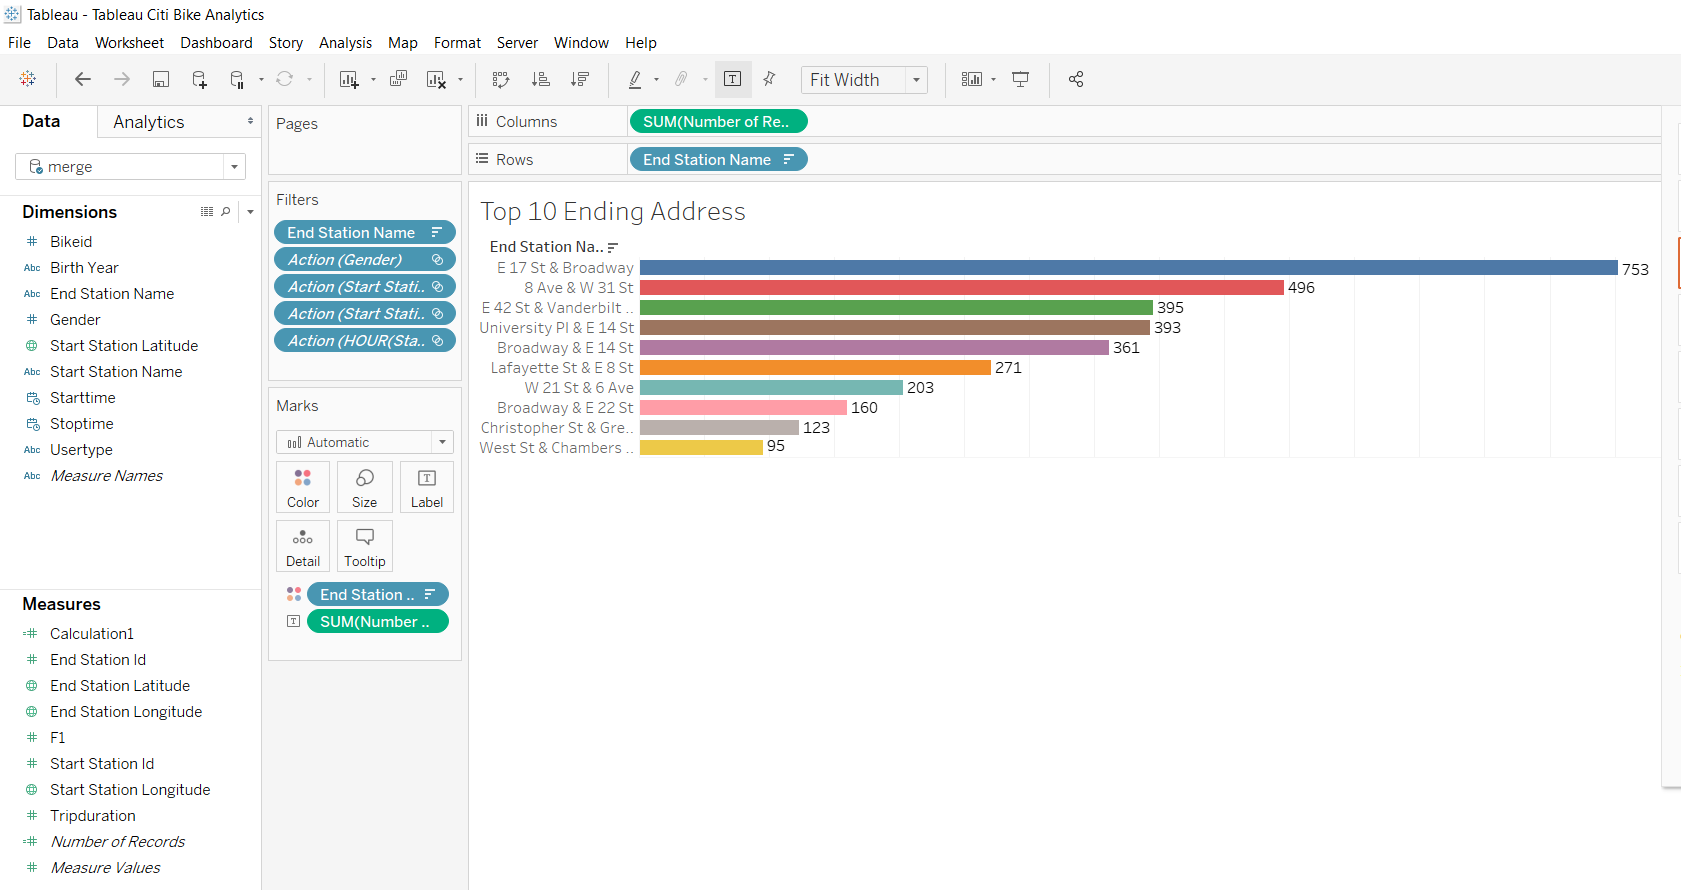 Tableau - Tableau Citi Bike Analytics
File Data Worksheet Dashboard Story Analysis Map Format Server Window Help
Fit Width
Data
Analytics
merge
Dimensions
Bikeid
Abc Birth Year
Abc End Station Name
Gender
Start Station Latitude
Abc Start Station Name
Starttime
Stoptime
Abc Usertype
Abc Measure Names
Measures
Calculation1
End Station Id
End Station Latitude
End Station Longitude
F1
Start Station Id
Start Station Longitude
Tripduration
Number of Records
Measure Values
Pages
Filters
End Station Name
Action (Gender)
Action (Start Stati..
Action (Start Stati..
Action (HOUR(Sta..
Marks
Automatic
Color Size Label
Detail Tooltip
End Station ..
SUM(Number ..
Columns SUM(Number of Re..
Rows End Station Name
Top 10 Ending Address
End Station Na..
E 17 St & Broadway 753
8 Ave & W 31 St 496
E 42 St & Vanderbilt .. 395
University Pl & E 14 St 393
Broadway & E 14 St 361
Lafayette St & E 8 St 271
W 21 St & 6 Ave 203
Broadway & E 22 St 160
Christopher St & Gre.. 123
West St & Chambers .. 95